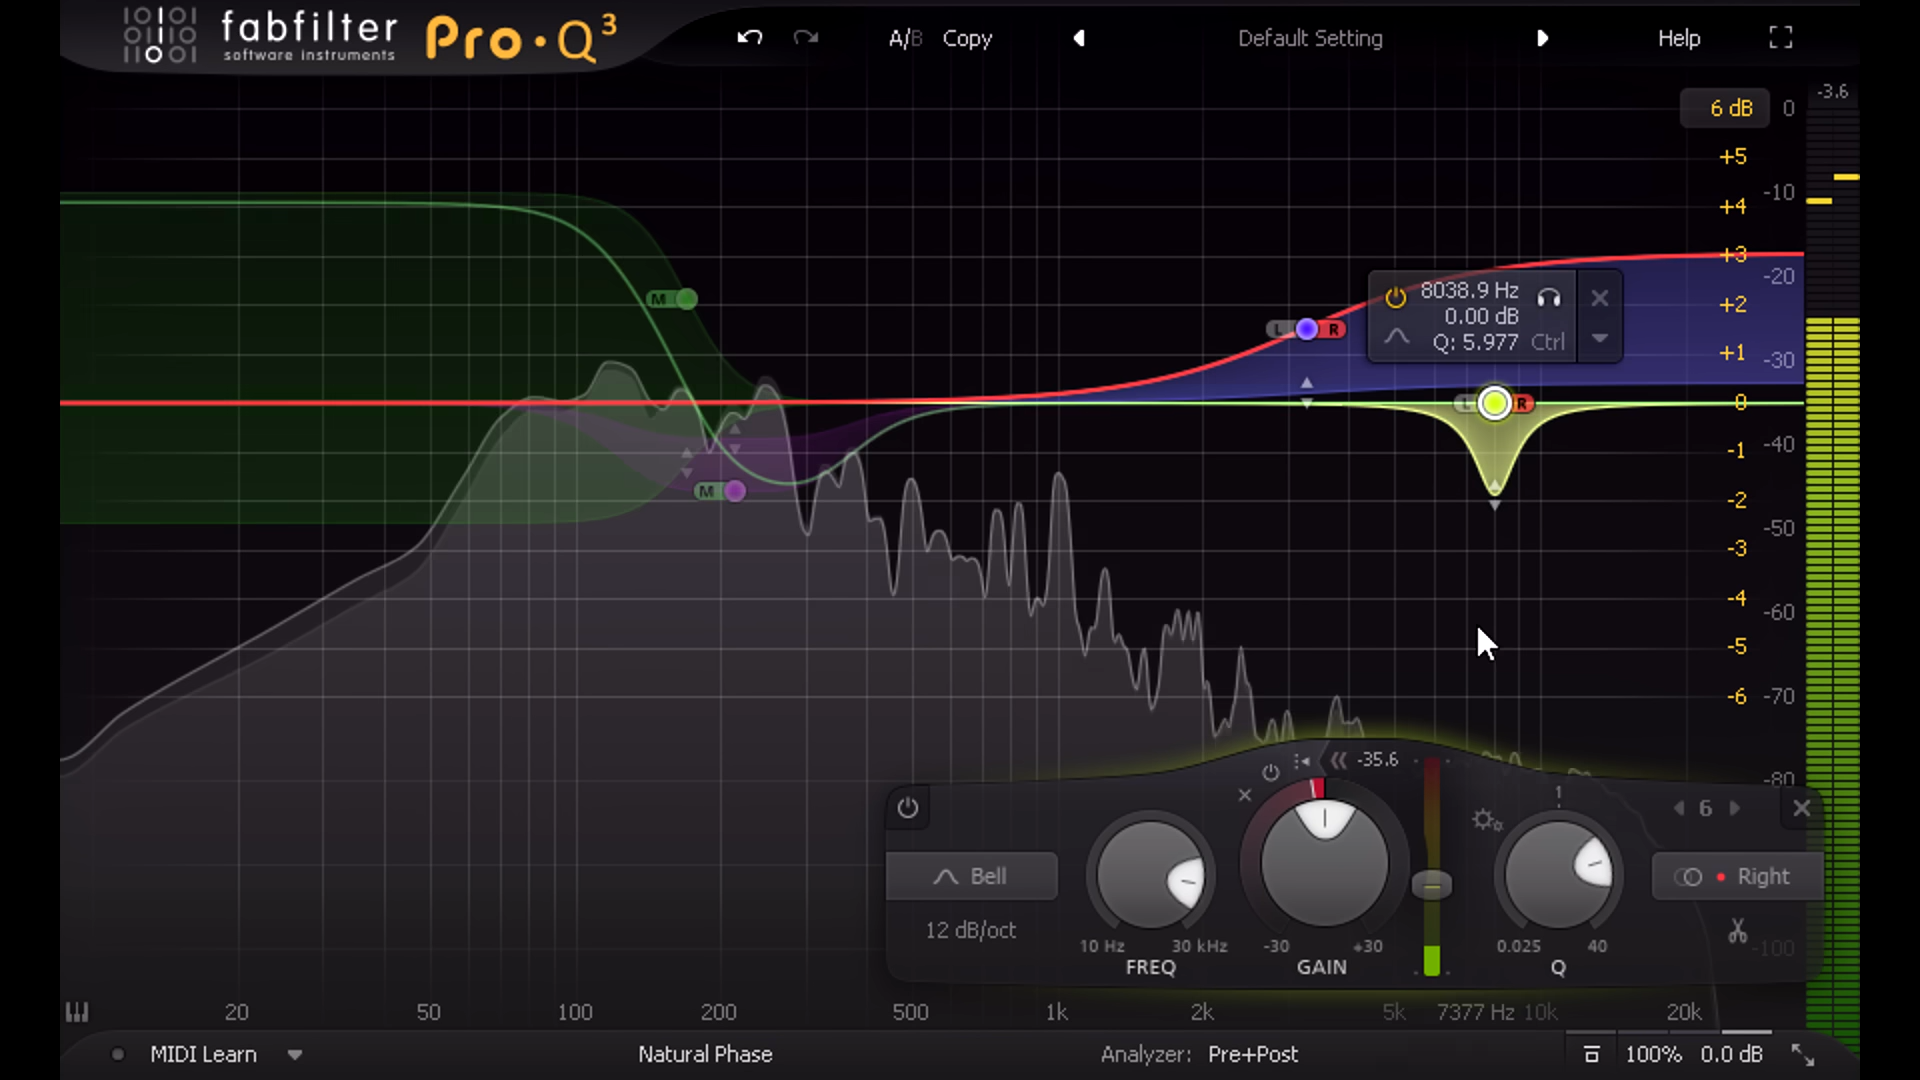 fabfilter
software instruments
Pro·Q³
A/B Copy
Default Setting
Help
6 dB 0 -3.6
+5
+4 -10
+3 -20
+2
+1 -30
0
-1 -40
-2
-3 -50
-4 -60
-5
-6 -70
-80
-100
M
M
L R
8038.9 Hz
0.00 dB
Q: 5.977 Ctrl
L R
-35.6
1
6
Bell
12 dB/oct
10 Hz 30 kHz
FREQ
-30 +30
GAIN
0.025 40
Q
Right
20 50 100 200 500 1k 2k 5k 7377 Hz 10k 20k
MIDI Learn
Natural Phase
Analyzer: Pre+Post
100% 0.0 dB